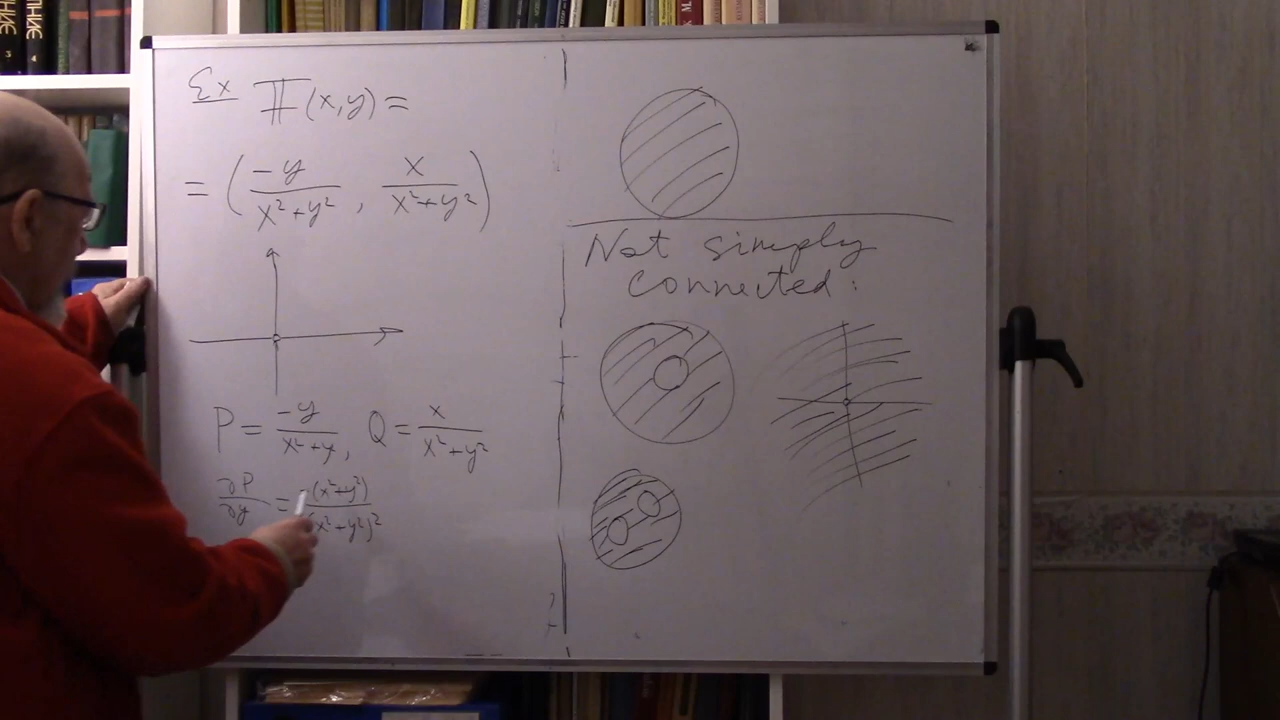 Ex F(x,y) =
= (-y/(x²+y²), x/(x²+y²))
P = -y/(x²+y), Q = x/(x²+y²)
∂P/∂y = -(x²+y²)/(x²+y²)²
Not simply
connected: